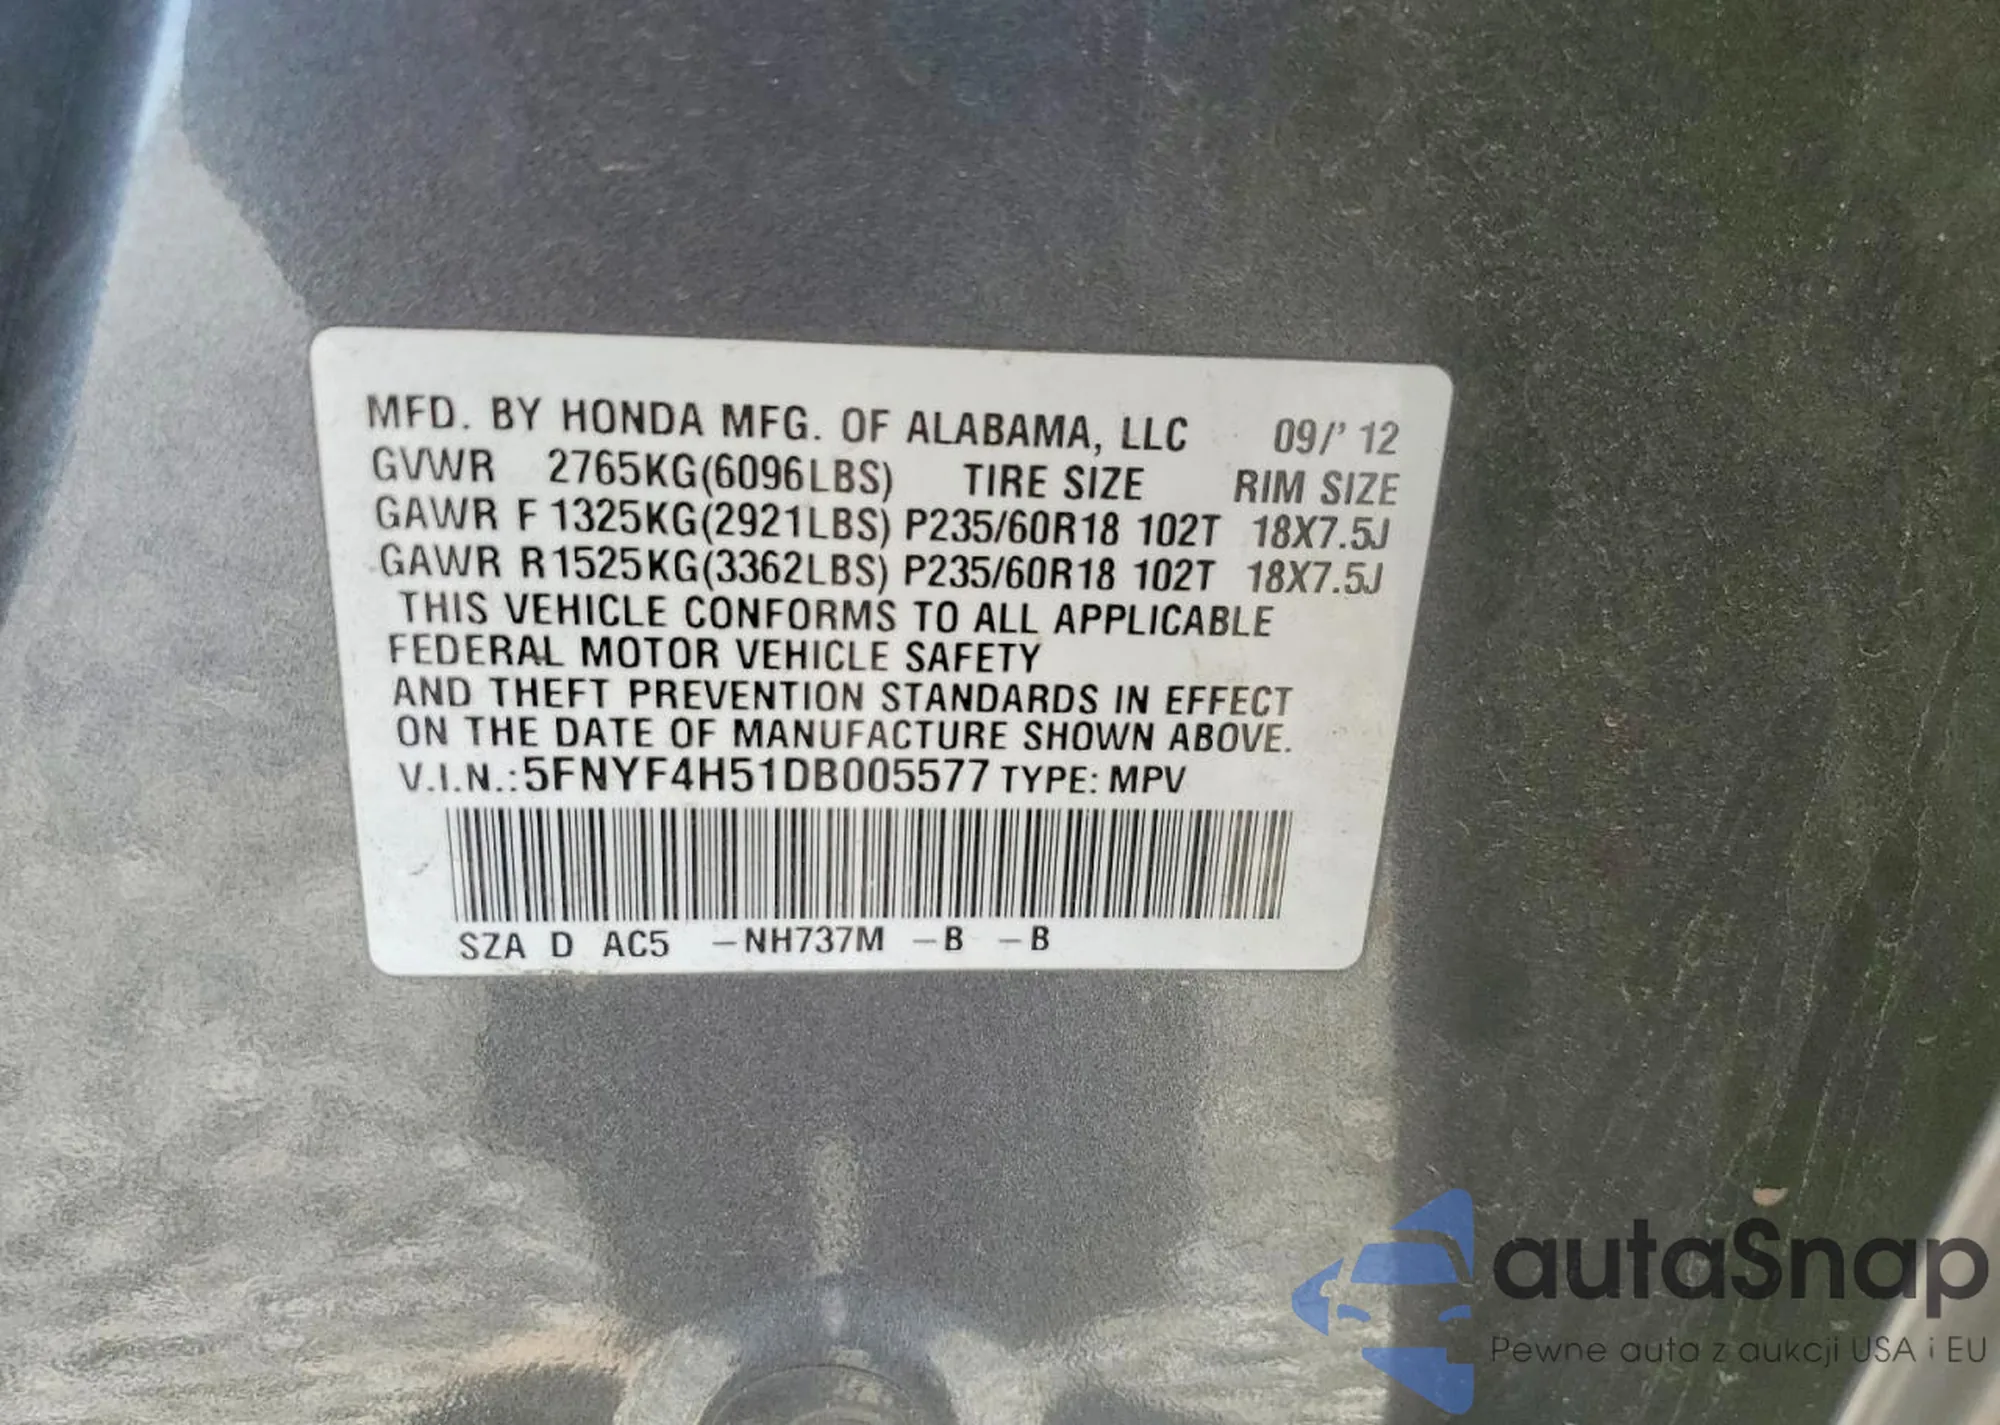 MFD. BY HONDA MFG. OF ALABAMA, LLC 09/' 12
GVWR 2765KG(6096LBS) TIRE SIZE RIM SIZE
GAWR F 1325KG(2921LBS) P235/60R18 102T 18X7.5J
GAWR R 1525KG(3362LBS) P235/60R18 102T 18X7.5J
THIS VEHICLE CONFORMS TO ALL APPLICABLE
FEDERAL MOTOR VEHICLE SAFETY
AND THEFT PREVENTION STANDARDS IN EFFECT
ON THE DATE OF MANUFACTURE SHOWN ABOVE.
V.I.N.: 5FNYF4H51DB005577 TYPE: MPV
SZA D AC5 –NH737M –B –B
autaSnap
Pewne auta z aukcji USA i EU